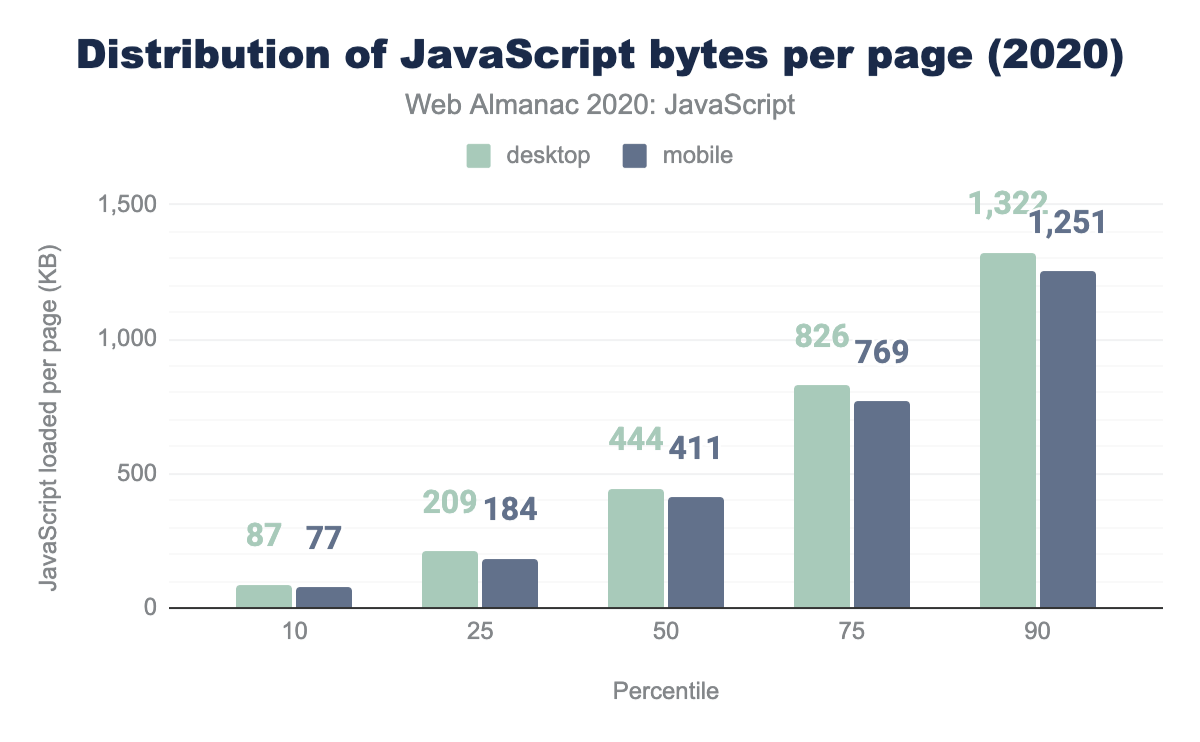 Distribution of JavaScript bytes per page (2020)
Web Almanac 2020: JavaScript
desktop mobile
JavaScript loaded per page (KB)
1,500
1,000
500
0
87 77
209 184
444 411
826 769
1,322 1,251
10 25 50 75 90
Percentile